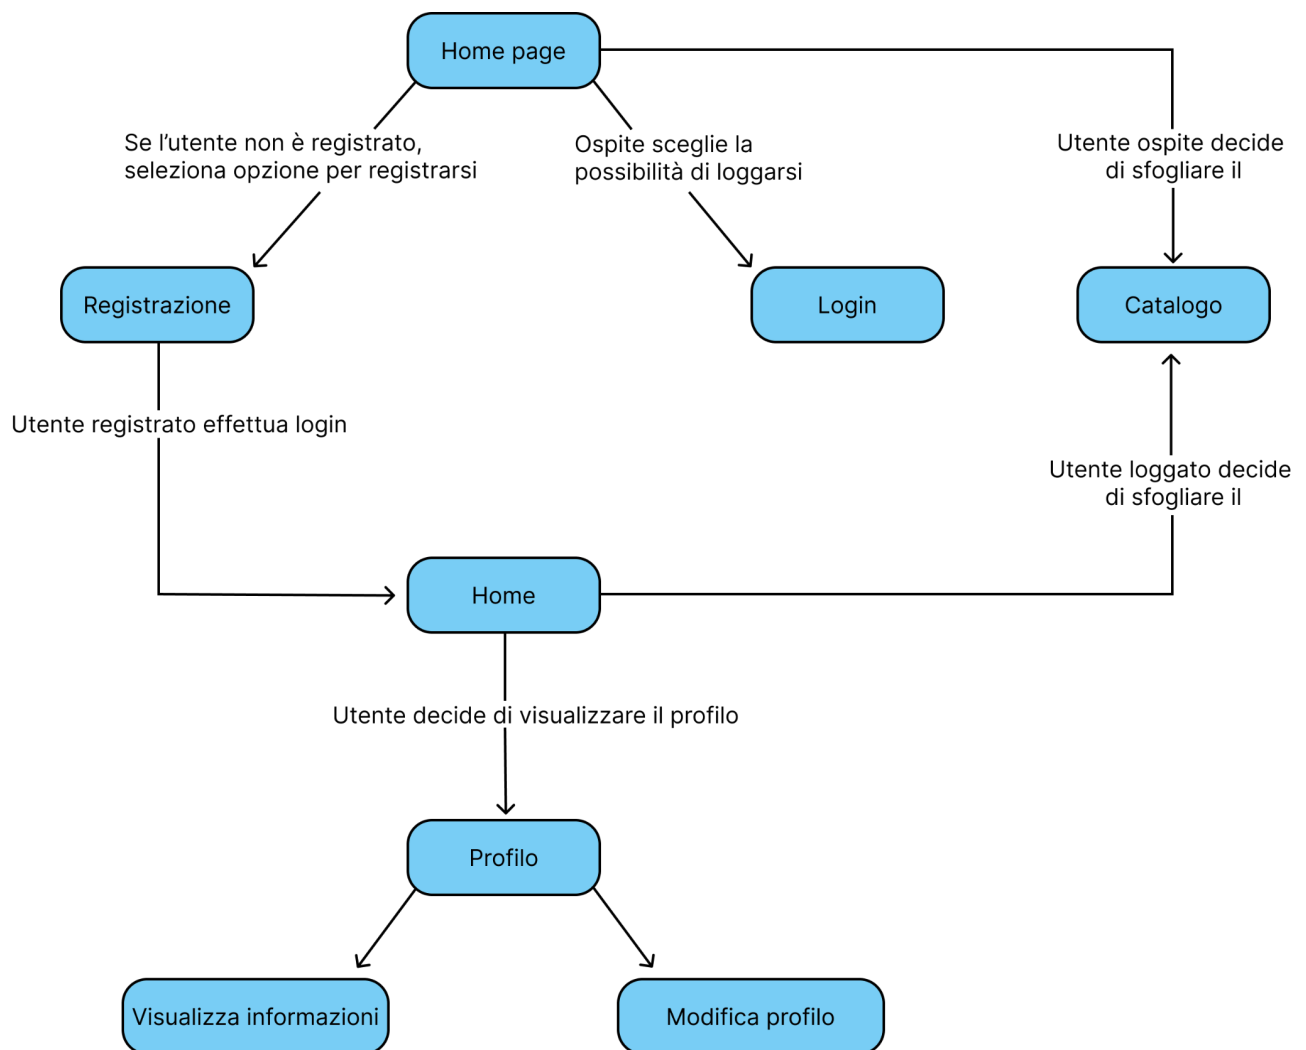 Home page
Se l’utente non è registrato,
seleziona opzione per registrarsi
Ospite sceglie la
possibilità di loggarsi
Utente ospite decide
di sfogliare il
Registrazione
Login
Catalogo
Utente registrato effettua login
Utente loggato decide
di sfogliare il
Home
Utente decide di visualizzare il profilo
Profilo
Visualizza informazioni
Modifica profilo